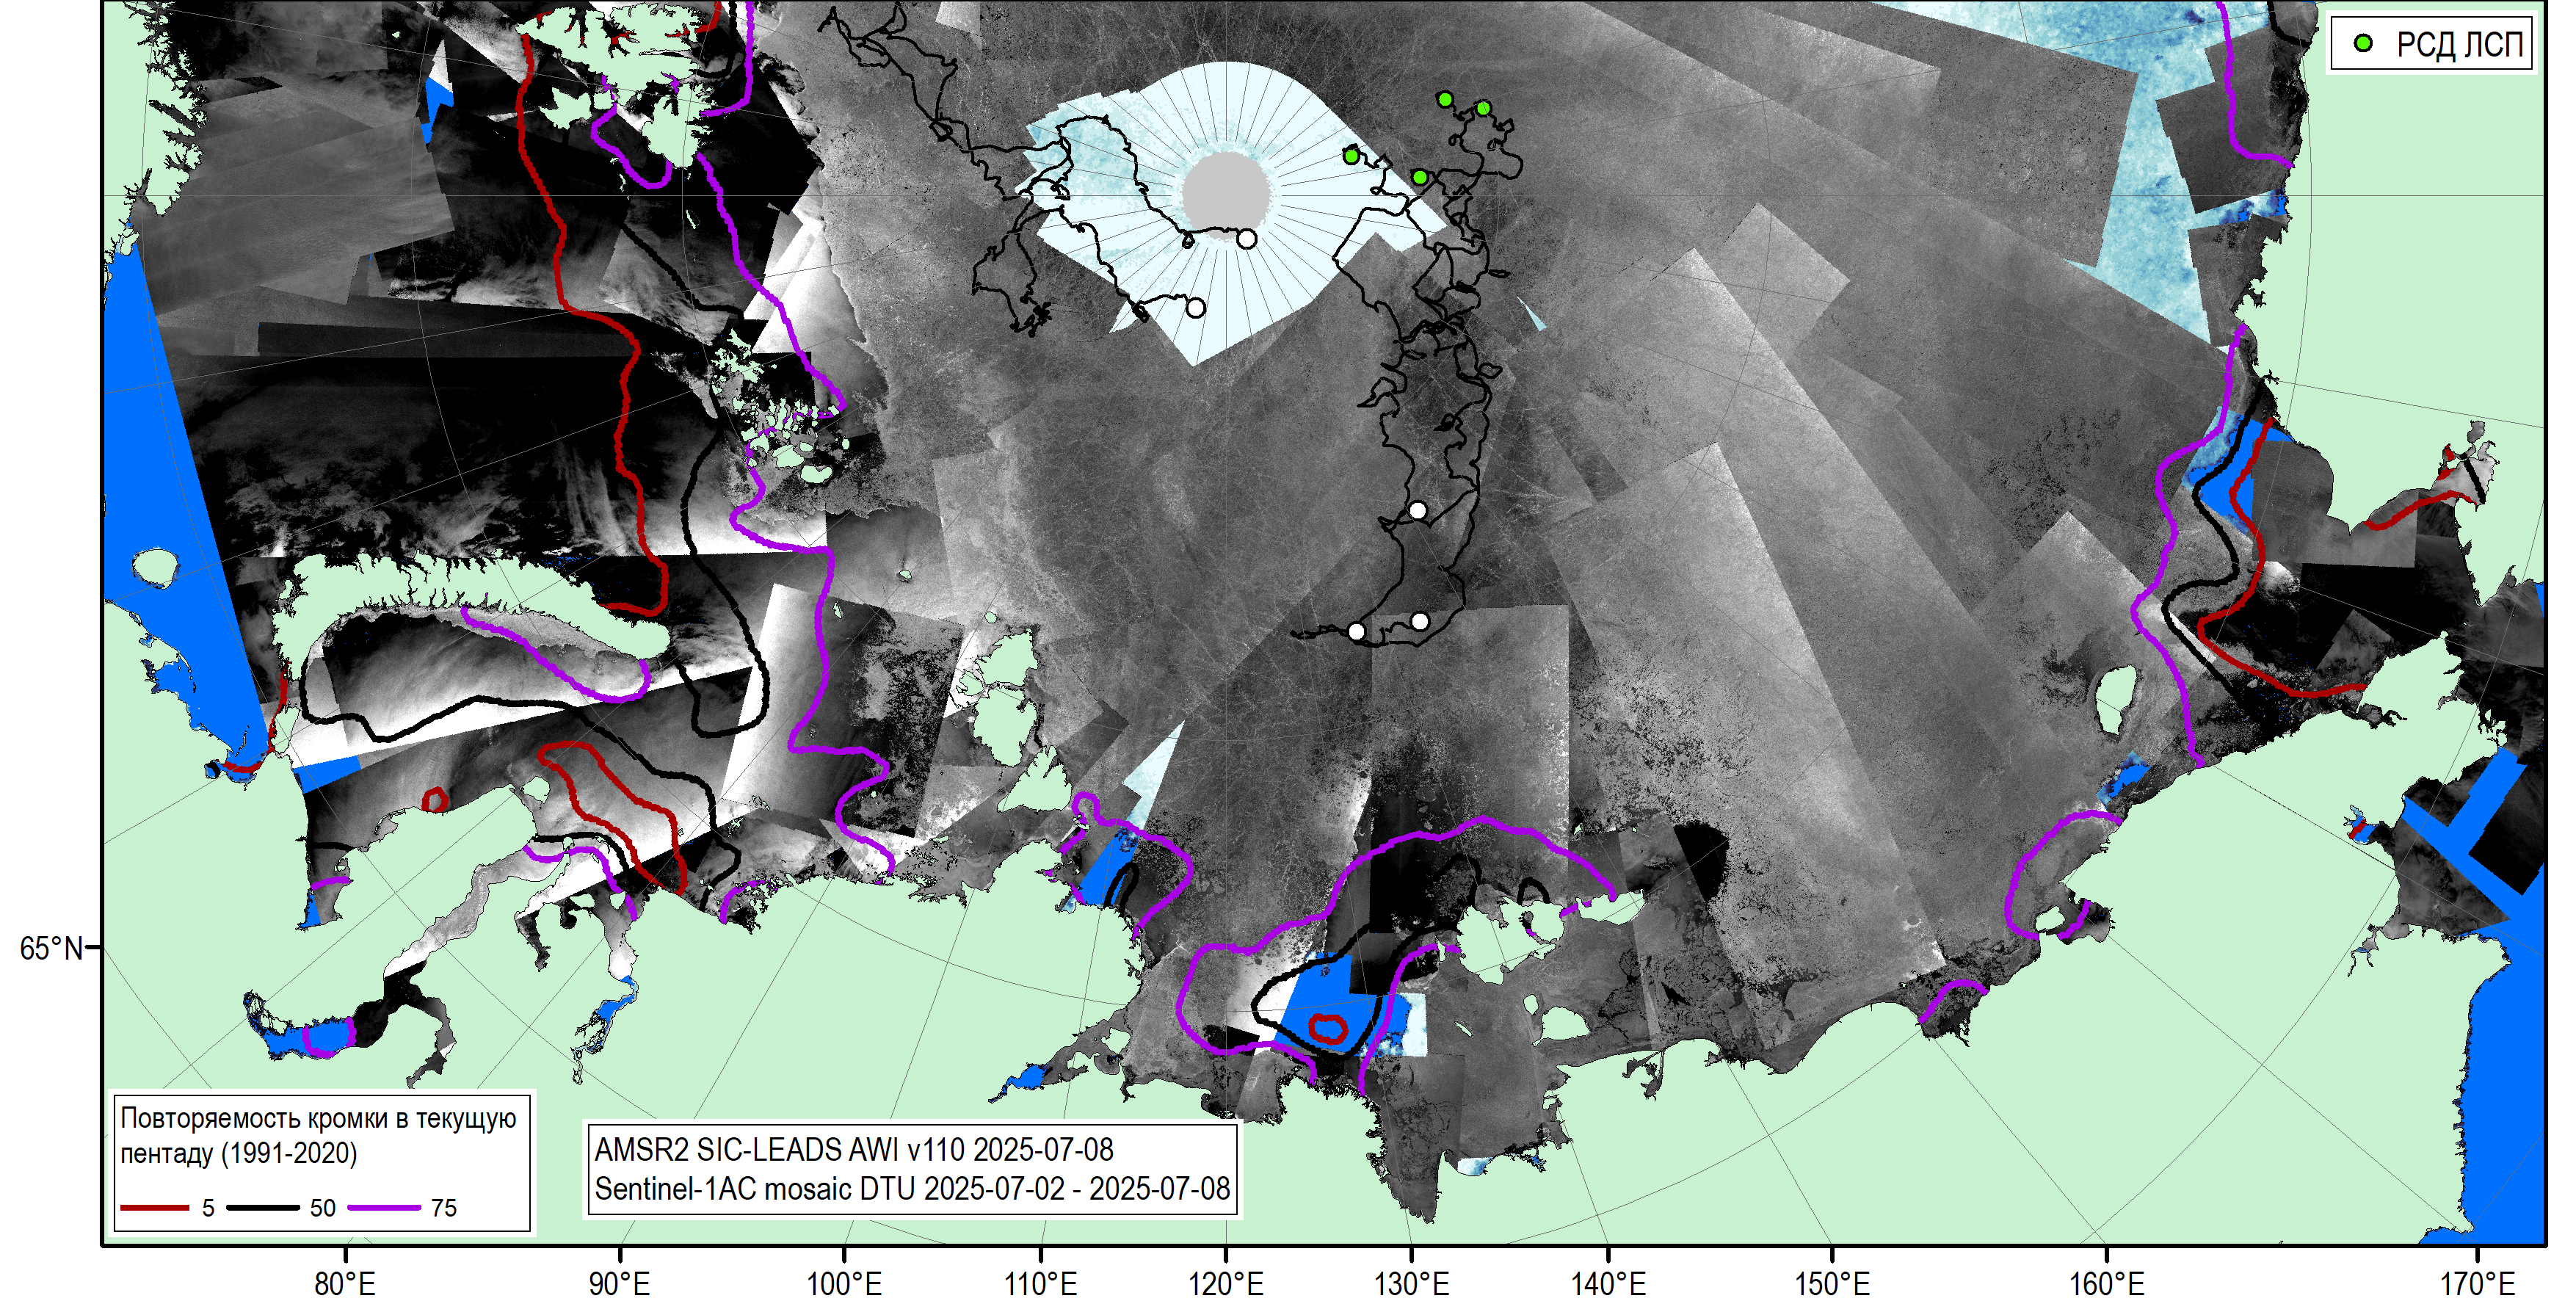 РСД ЛСП
65°N
Повторяемость кромки в текущую
пентаду (1991-2020)
5 50 75
AMSR2 SIC-LEADS AWI v110 2025-07-08
Sentinel-1AC mosaic DTU 2025-07-02 - 2025-07-08
80°E 90°E 100°E 110°E 120°E 130°E 140°E 150°E 160°E 170°E